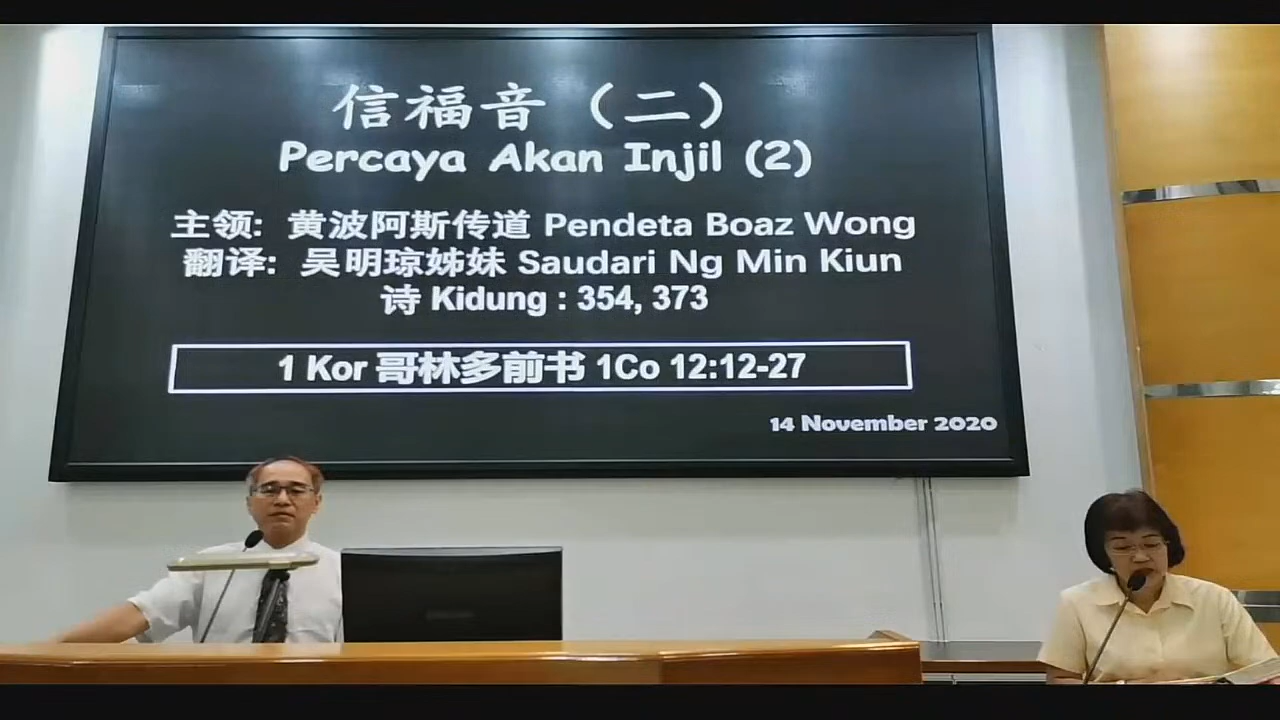 信福音（二）
Percaya Akan Injil (2)
主领: 黄波阿斯传道 Pendeta Boaz Wong
翻译: 吴明琼姊妹 Saudari Ng Min Kiun
诗 Kidung : 354, 373
1 Kor 哥林多前书 1Co 12:12-27
14 November 2020